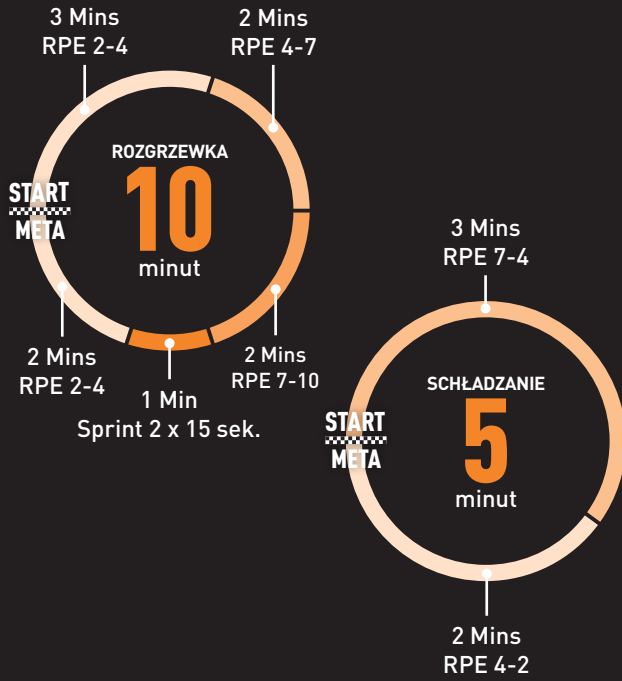 3 Mins
RPE 2-4
2 Mins
RPE 4-7
ROZGRZEWKA
10
minut
START
META
2 Mins
RPE 2-4
1 Min
Sprint 2 x 15 sek.
2 Mins
RPE 7-10
3 Mins
RPE 7-4
SCHŁADZANIE
5
minut
START
META
2 Mins
RPE 4-2